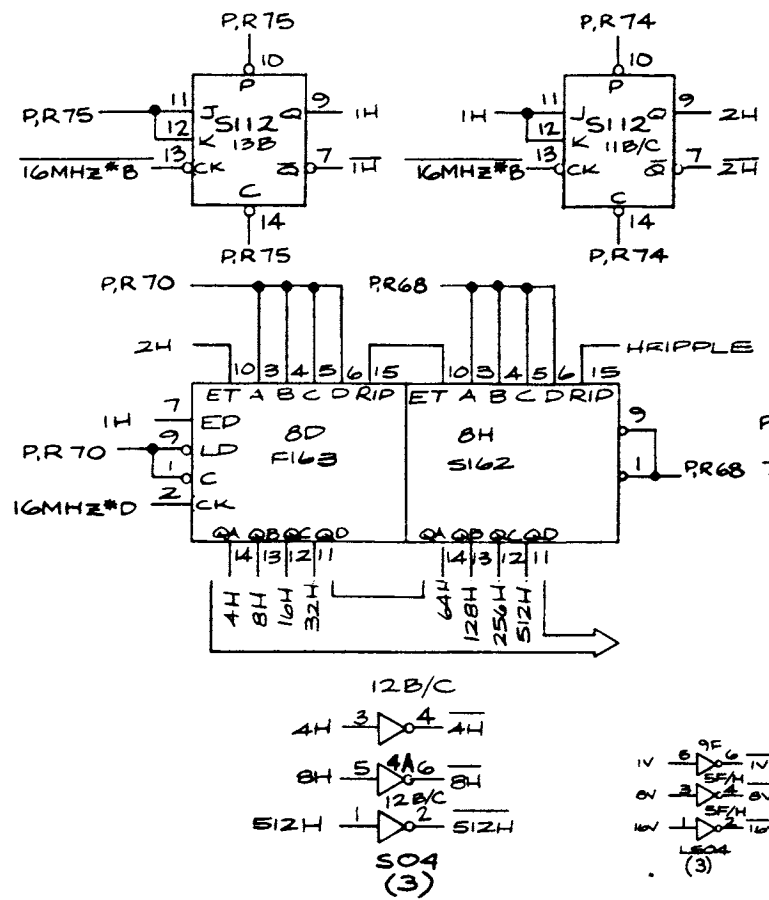 P,R75
P,R74
10
P
10
P
P,R75
11
J
S112
Q
9
1H
12
K
13B
16MHz*B
13
CK
Q
7
1H
C
14
P,R75
1H
11
J
S112
Q
9
2H
12
K
11B/C
16MHz*B
13
CK
Q
7
2H
C
14
P,R74
P,R70
P,R68
2H
HRIPPLE
10 3 4 5 6 15
10 3 4 5 6 15
ET A B C D RIP
ET A B C D RIP
1H 7 ED
8D
8H
9
P,R70 9 LD
F163
S162
1 C
1 P,R68
P
7
16MHz*D 2 CK
QA QB QC QD
QA QB QC QD
14 13 12 11
14 13 12 11
4H 8H 16H 32H
64H 128H 256H 512H
12B/C
4H 3 4 4H
4A
8H 5 6 8H
12B/C
512H 1 2 512H
S04
(3)
9F
1V 5 6 1V
5F/H
8V 3 4 8V
5F/H
16V 1 2 16V
LS04
(3)